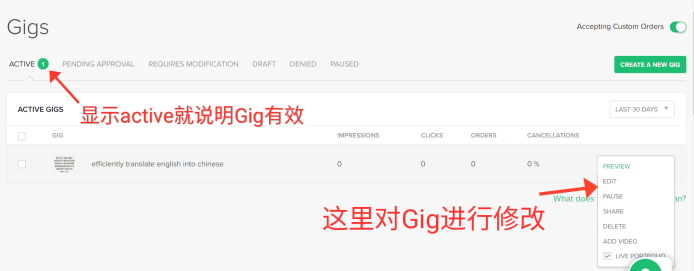 Gigs
Accepting Custom Orders
ACTIVE 1 PENDING APPROVAL REQUIRES MODIFICATION DRAFT DENIED PAUSED
CREATE A NEW GIG
显示active就说明Gig有效
ACTIVE GIGS
LAST 30 DAYS
GIG IMPRESSIONS CLICKS ORDERS CANCELLATIONS
efficiently translate english into chinese 0 0 0 0 %
PREVIEW
EDIT
PAUSE
SHARE
DELETE
ADD VIDEO
LIVE PORTFOLIO
What does an?
这里对Gig进行修改